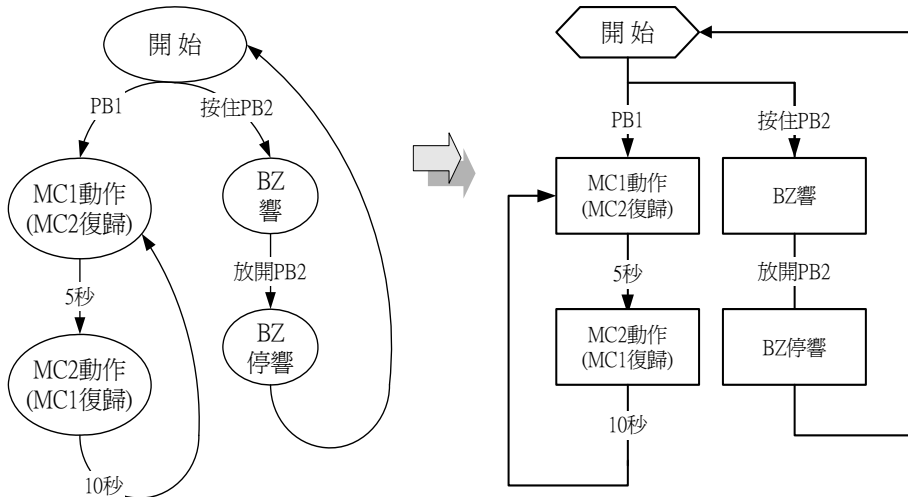 開 始
PB1
按住PB2
MC1動作
(MC2復歸)
BZ
響
5秒
放開PB2
MC2動作
(MC1復歸)
BZ
停響
10秒
開 始
PB1
按住PB2
MC1動作
(MC2復歸)
BZ響
5秒
放開PB2
MC2動作
(MC1復歸)
BZ停響
10秒